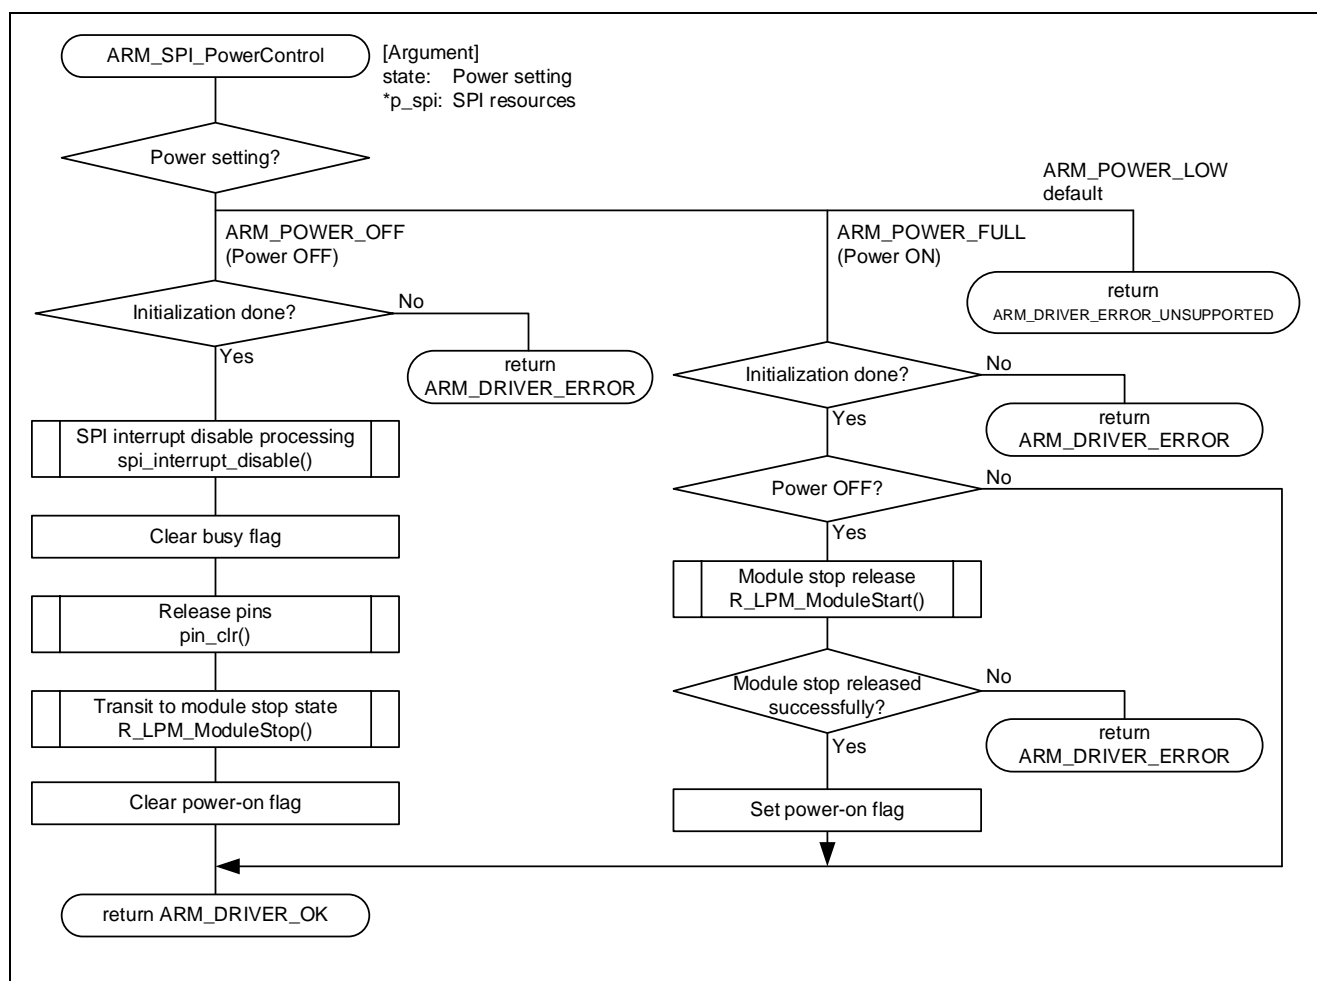 ARM_SPI_PowerControl
[Argument]
state: Power setting
*p_spi: SPI resources
Power setting?
ARM_POWER_LOW
default
ARM_POWER_OFF
(Power OFF)
ARM_POWER_FULL
(Power ON)
return
ARM_DRIVER_ERROR_UNSUPPORTED
Initialization done?
No
Yes
return
ARM_DRIVER_ERROR
Initialization done?
No
Yes
return
ARM_DRIVER_ERROR
SPI interrupt disable processing
spi_interrupt_disable()
Power OFF?
No
Yes
Clear busy flag
Module stop release
R_LPM_ModuleStart()
Release pins
pin_clr()
Module stop released
successfully?
No
Yes
return
ARM_DRIVER_ERROR
Transit to module stop state
R_LPM_ModuleStop()
Clear power-on flag
Set power-on flag
return ARM_DRIVER_OK